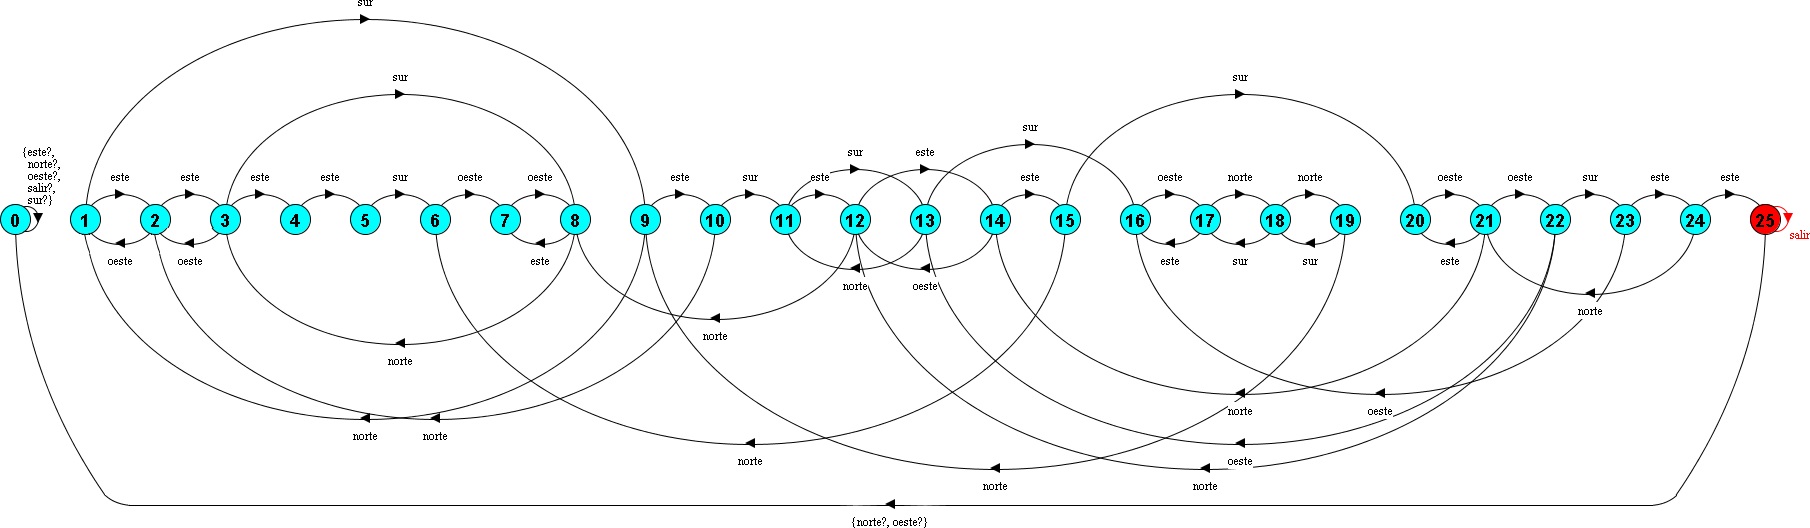 sur
sur
sur
sur
sur
este
{este?,
norte?,
oeste?,
salir?,
sur?}
este
este
este
este
sur
oeste
oeste
este
sur
este
este
oeste
norte
norte
oeste
oeste
sur
este
este
0
1
2
3
4
5
6
7
8
9
10
11
12
13
14
15
16
17
18
19
20
21
22
23
24
25
salir
oeste
oeste
este
este
sur
sur
este
norte
oeste
norte
norte
norte
norte
oeste
norte
norte
norte
oeste
norte
norte
{norte?, oeste?}